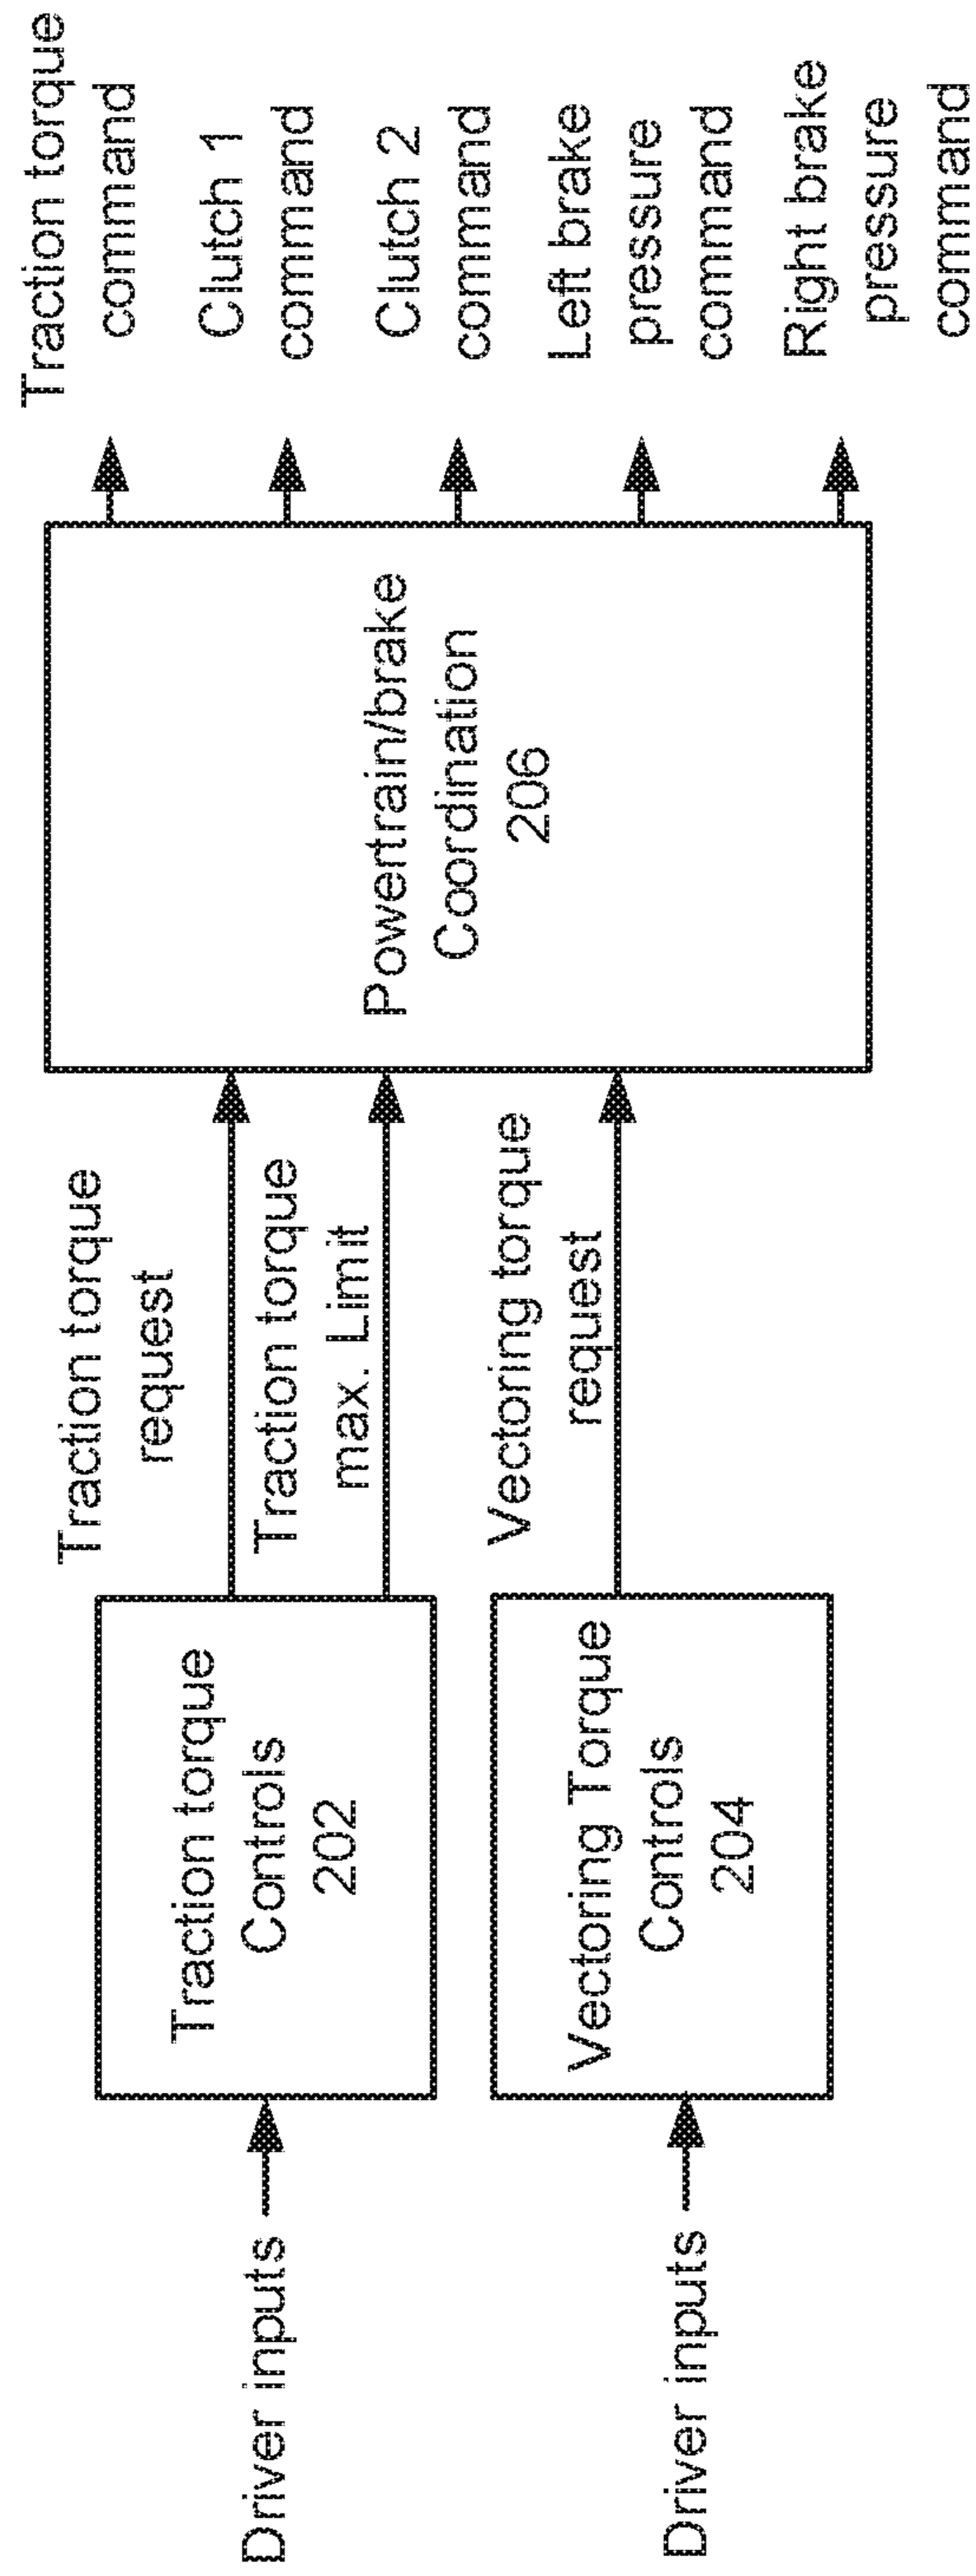 Driver inputs
Traction torque
Controls
202
Traction torque
request
Traction torque
max. Limit
Driver inputs
Vectoring Torque
Controls
204
Vectoring torque
request
Powertrain/brake
Coordination
206
Traction torque
command
Clutch 1
command
Clutch 2
command
Left brake
pressure
command
Right brake
pressure
command